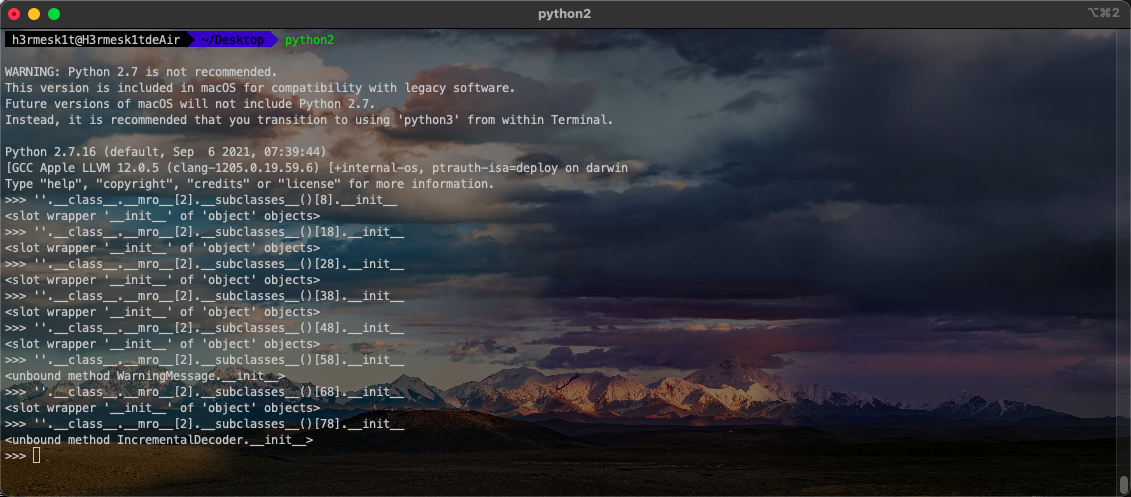 python2
⌥⌘2
h3rmesk1t@H3rmesk1tdeAir ~/Desktop python2
WARNING: Python 2.7 is not recommended.
This version is included in macOS for compatibility with legacy software.
Future versions of macOS will not include Python 2.7.
Instead, it is recommended that you transition to using 'python3' from within Terminal.
Python 2.7.16 (default, Sep  6 2021, 07:39:44)
[GCC Apple LLVM 12.0.5 (clang-1205.0.19.59.6) [+internal-os, ptrauth-isa=deploy on darwin
Type "help", "copyright", "credits" or "license" for more information.
>>> ''.__class__.__mro__[2].__subclasses__()[8].__init__
<slot wrapper '__init__' of 'object' objects>
>>> ''.__class__.__mro__[2].__subclasses__()[18].__init__
<slot wrapper '__init__' of 'object' objects>
>>> ''.__class__.__mro__[2].__subclasses__()[28].__init__
<slot wrapper '__init__' of 'object' objects>
>>> ''.__class__.__mro__[2].__subclasses__()[38].__init__
<slot wrapper '__init__' of 'object' objects>
>>> ''.__class__.__mro__[2].__subclasses__()[48].__init__
<slot wrapper '__init__' of 'object' objects>
>>> ''.__class__.__mro__[2].__subclasses__()[58].__init__
<unbound method WarningMessage.__init__>
>>> ''.__class__.__mro__[2].__subclasses__()[68].__init__
<slot wrapper '__init__' of 'object' objects>
>>> ''.__class__.__mro__[2].__subclasses__()[78].__init__
<unbound method IncrementalDecoder.__init__>
>>>